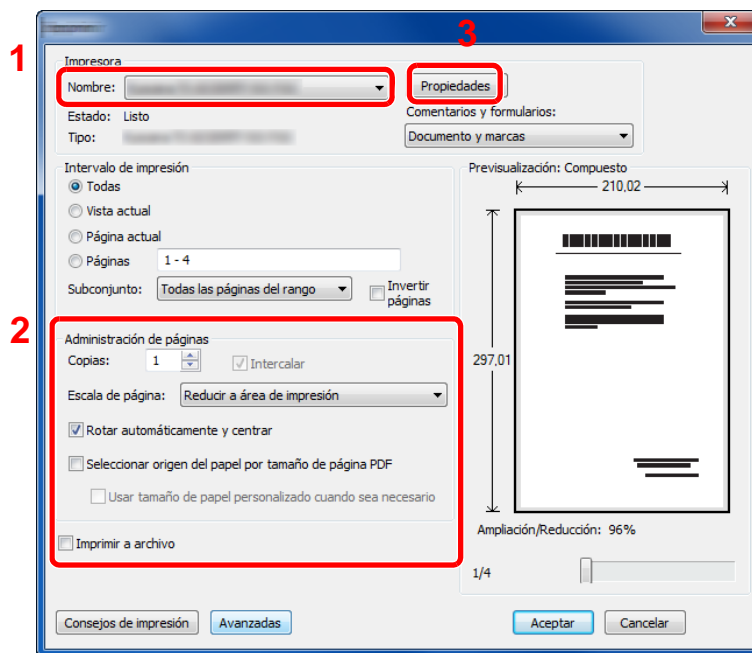 3
1
Impresora
Nombre:
Propiedades
Estado: Listo
Comentarios y formularios:
Tipo:
Documento y marcas
Intervalo de impresión
Todas
Vista actual
Página actual
Páginas 1 - 4
Subconjunto: Todas las páginas del rango
Invertir
páginas
Previsualización: Compuesto
210,02
297,01
2
Administración de páginas
Copias: 1 Intercalar
Escala de página: Reducir a área de impresión
Rotar automáticamente y centrar
Seleccionar origen del papel por tamaño de página PDF
Usar tamaño de papel personalizado cuando sea necesario
Imprimir a archivo
Ampliación/Reducción: 96%
1/4
Consejos de impresión
Avanzadas
Aceptar
Cancelar